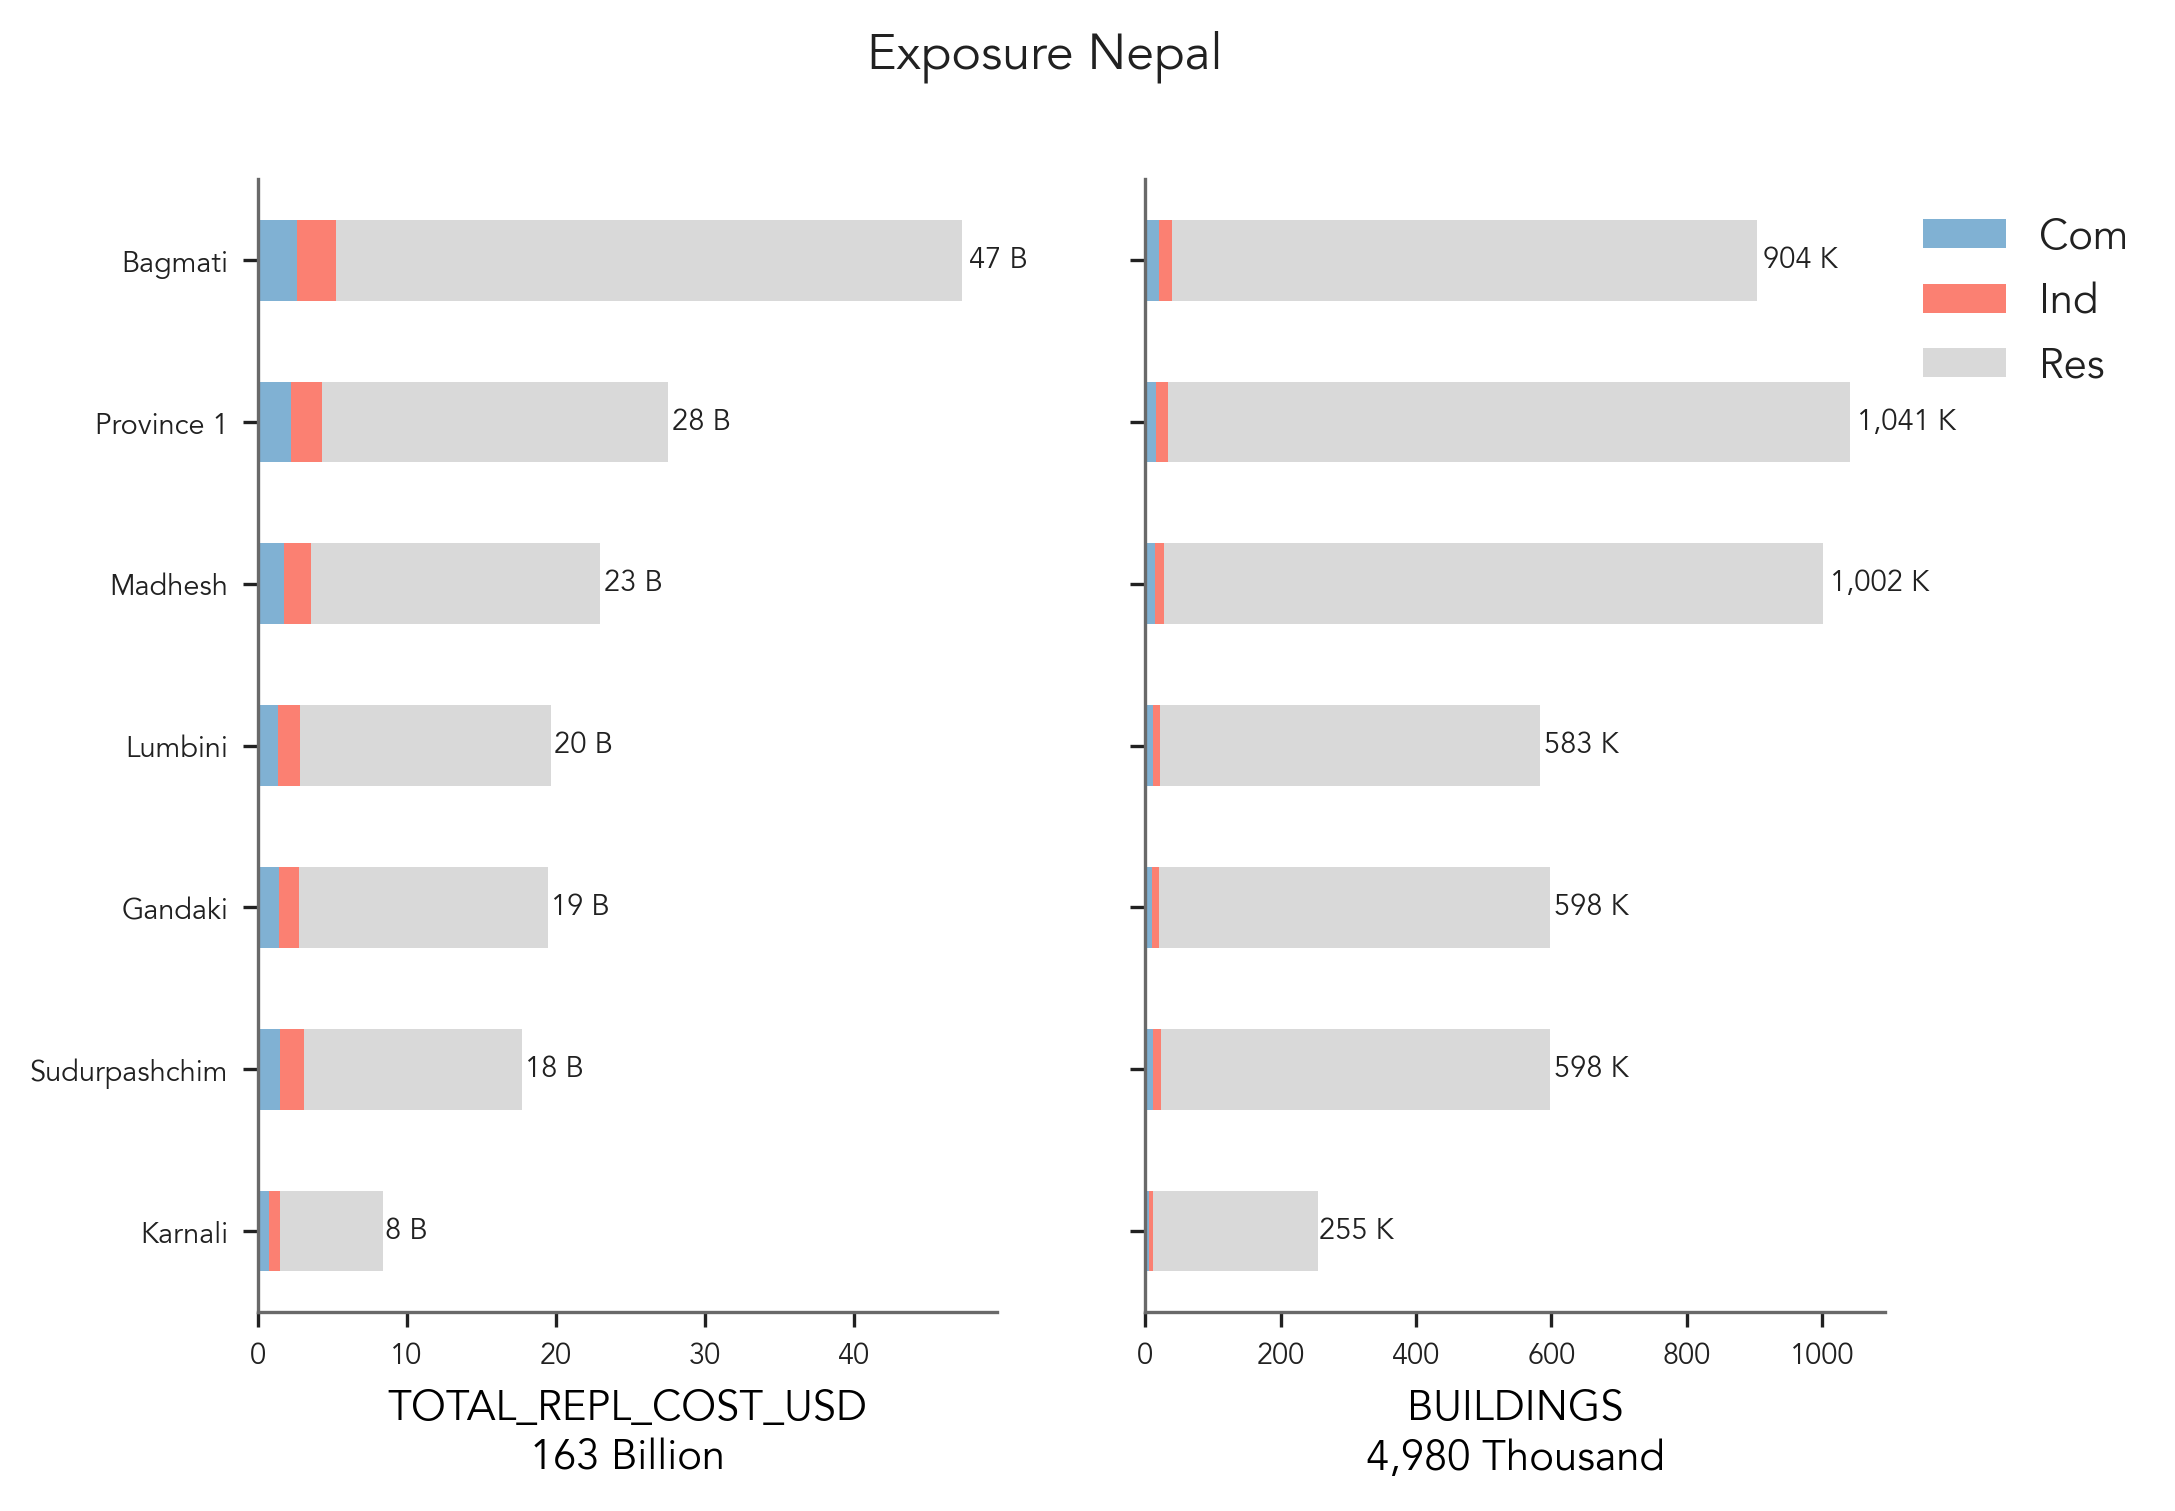 Exposure Nepal
Bagmati
47 B
904 K
Com
Ind
Res
Province 1
28 B
1,041 K
Madhesh
23 B
1,002 K
Lumbini
20 B
583 K
Gandaki
19 B
598 K
Sudurpashchim
18 B
598 K
Karnali
8 B
255 K
0 10 20 30 40
0 200 400 600 800 1000
TOTAL_REPL_COST_USD
163 Billion
BUILDINGS
4,980 Thousand